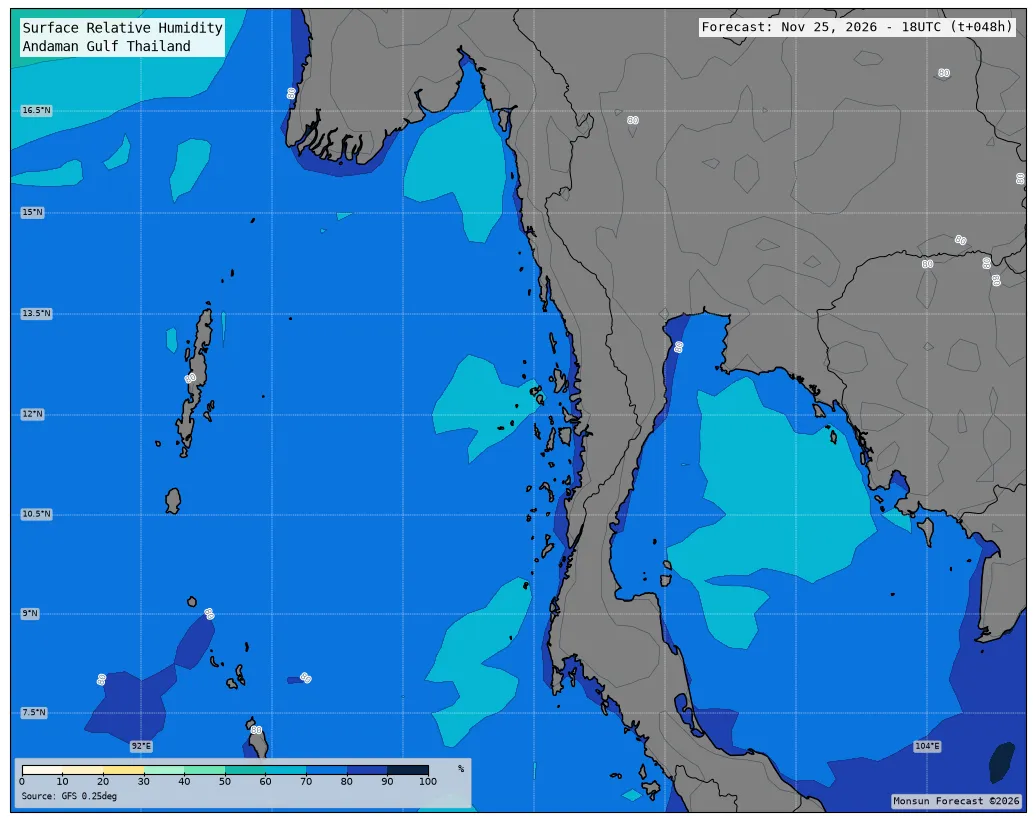 Surface Relative Humidity
Andaman Gulf Thailand
Forecast: Nov 25, 2026 - 18UTC (t+048h)
80
80
80
16.5°N
80
15°N
80
80
80
80
13.5°N
80
80
12°N
10.5°N
9°N
80
80
80
7.5°N
80
92°E
104°E
0 10 20 30 40 50 60 70 80 90 100 %
Source: GFS 0.25deg
Monsun Forecast ©2026